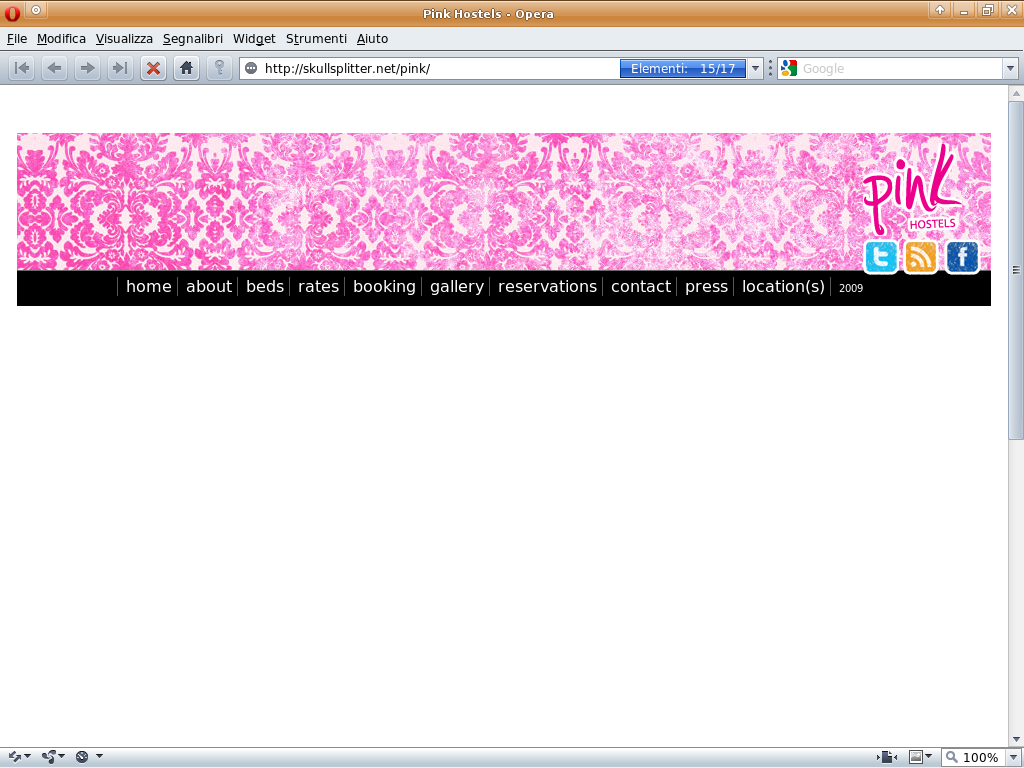 Pink Hostels - Opera
File Modifica Visualizza Segnalibri Widget Strumenti Aiuto
http://skullsplitter.net/pink/ Elementi: 15/17 Google
pink
HOSTELS
home about beds rates booking gallery reservations contact press location(s) 2009
100%